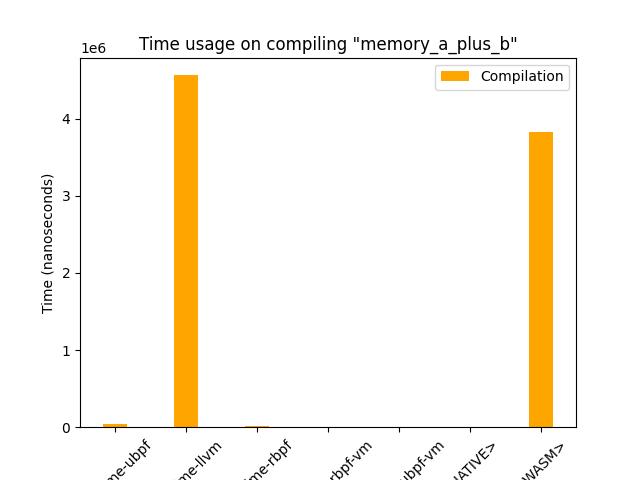 Time usage on compiling "memory_a_plus_b"
1e6
Compilation
4
3
2
1
0
Time (nanoseconds)
me-ubpf
me-llvm
me-rbpf
rbpf-vm
ubpf-vm
NATIVE>
WASM>